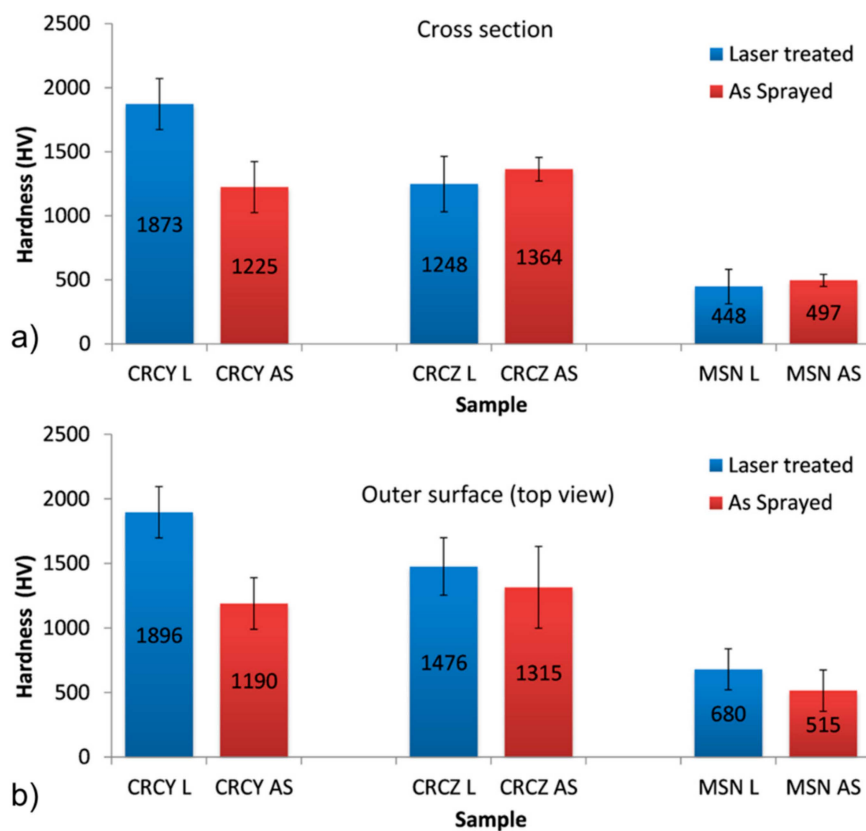 2500
Cross section
Laser treated
As Sprayed
2000
1500
1000
500
0
Hardness (HV)
1873
1225
1248
1364
448
497
a)
CRCY L
CRCY AS
CRCZ L
CRCZ AS
MSN L
MSN AS
Sample
2500
Outer surface (top view)
Laser treated
As Sprayed
2000
1500
1000
500
0
Hardness (HV)
1896
1190
1476
1315
680
515
b)
CRCY L
CRCY AS
CRCZ L
CRCZ AS
MSN L
MSN AS
Sample